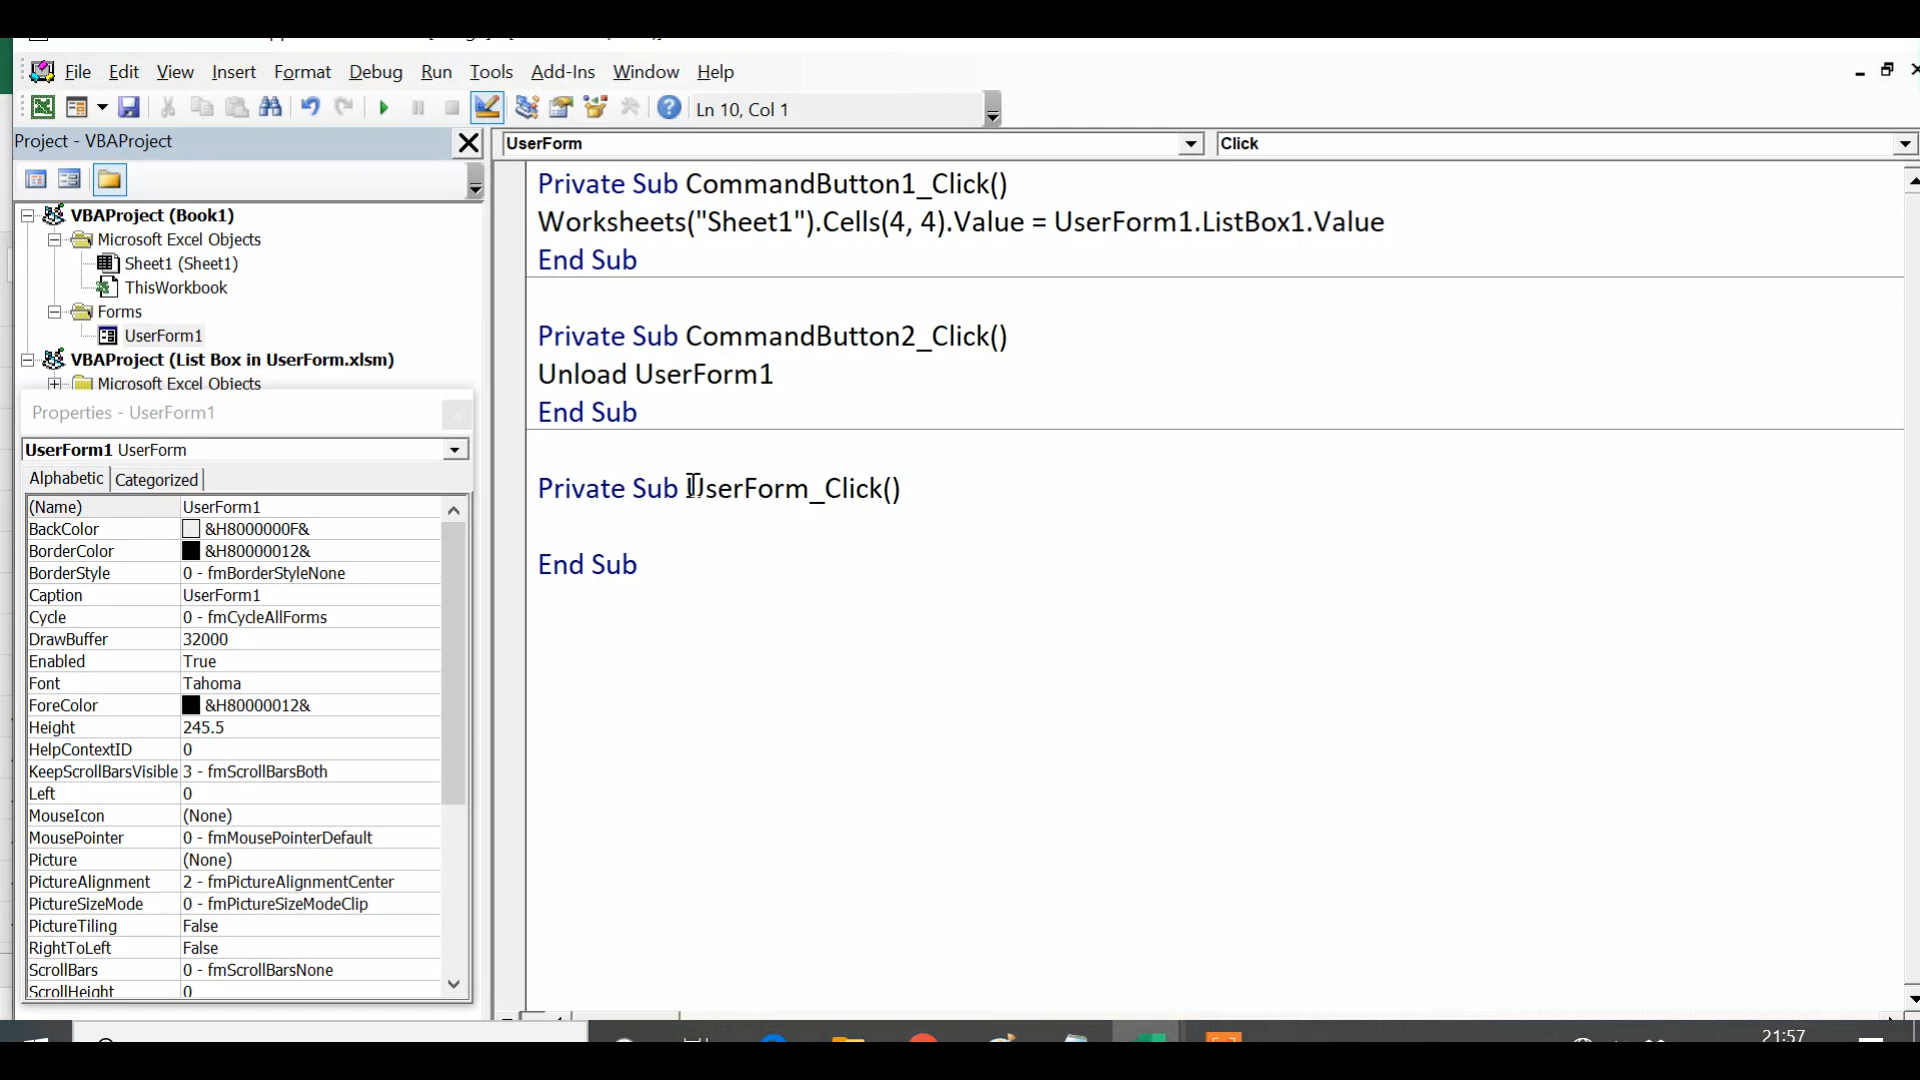 File Edit View Insert Format Debug Run Tools Add-Ins Window Help
Ln 10, Col 1
Project - VBAProject
VBAProject (Book1)
Microsoft Excel Objects
Sheet1 (Sheet1)
ThisWorkbook
Forms
UserForm1
VBAProject (List Box in UserForm.xlsm)
Microsoft Excel Objects
Properties - UserForm1
UserForm1 UserForm
Alphabetic Categorized
(Name) UserForm1
BackColor &H8000000F&
BorderColor &H80000012&
BorderStyle 0 - fmBorderStyleNone
Caption UserForm1
Cycle 0 - fmCycleAllForms
DrawBuffer 32000
Enabled True
Font Tahoma
ForeColor &H80000012&
Height 245.5
HelpContextID 0
KeepScrollBarsVisible 3 - fmScrollBarsBoth
Left 0
MouseIcon (None)
MousePointer 0 - fmMousePointerDefault
Picture (None)
PictureAlignment 2 - fmPictureAlignmentCenter
PictureSizeMode 0 - fmPictureSizeModeClip
PictureTiling False
RightToLeft False
ScrollBars 0 - fmScrollBarsNone
ScrollHeight 0
UserForm Click
Private Sub CommandButton1_Click()
Worksheets("Sheet1").Cells(4, 4).Value = UserForm1.ListBox1.Value
End Sub
Private Sub CommandButton2_Click()
Unload UserForm1
End Sub
Private Sub UserForm_Click()
End Sub
21:57